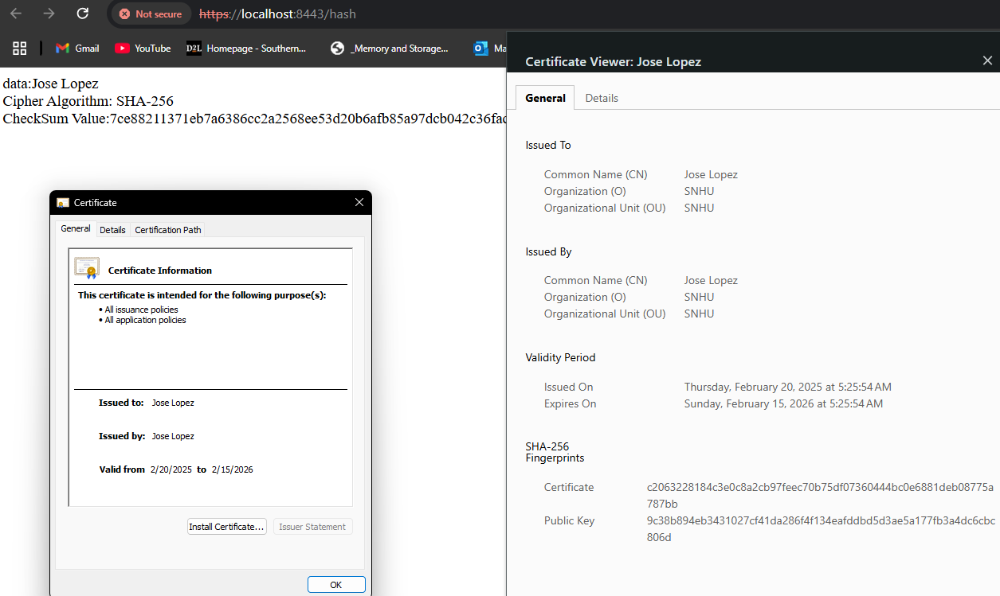 Not secure https://localhost:8443/hash
Gmail YouTube D2L Homepage - Southern... _Memory and Storage... Ma
data:Jose Lopez
Cipher Algorithm: SHA-256
CheckSum Value:7ce88211371eb7a6386cc2a2568ee53d20b6afb85a97dcb042c36fac
Certificate
General Details Certification Path
Certificate Information
This certificate is intended for the following purpose(s):
• All issuance policies
• All application policies
Issued to: Jose Lopez
Issued by: Jose Lopez
Valid from 2/20/2025 to 2/15/2026
Install Certificate... Issuer Statement
OK
Certificate Viewer: Jose Lopez
General Details
Issued To
Common Name (CN) Jose Lopez
Organization (O) SNHU
Organizational Unit (OU) SNHU
Issued By
Common Name (CN) Jose Lopez
Organization (O) SNHU
Organizational Unit (OU) SNHU
Validity Period
Issued On Thursday, February 20, 2025 at 5:25:54 AM
Expires On Sunday, February 15, 2026 at 5:25:54 AM
SHA-256
Fingerprints
Certificate c2063228184c3e0c8a2cb97feec70b75df07360444bc0e6881deb08775a
787bb
Public Key 9c38b894eb3431027cf41da286f4f134eafddbd5d3ae5a177fb3a4dc6cbc
806d